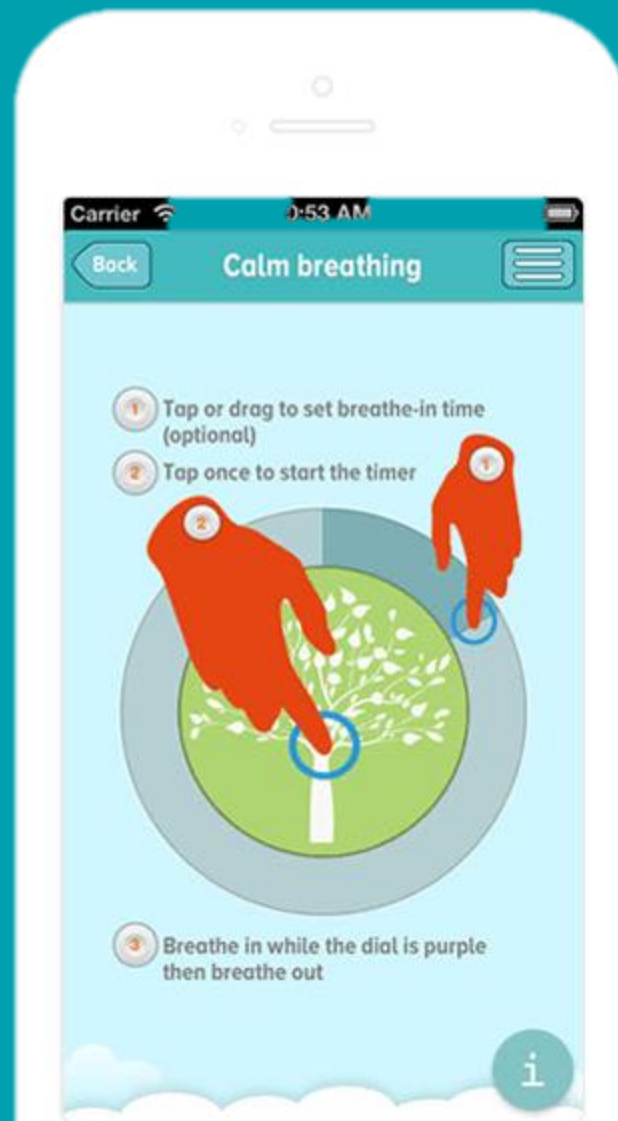 Carrier
0:53 AM
Back
Calm breathing
1 Tap or drag to set breathe-in time
(optional)
2 Tap once to start the timer
1
2
3 Breathe in while the dial is purple
then breathe out
i